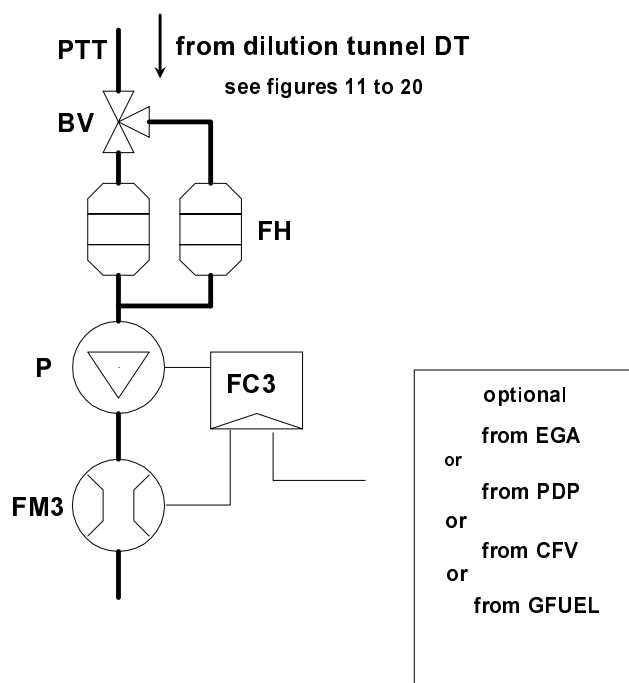 PTT
from dilution tunnel DT
see figures 11 to 20
BV
FH
P
FC3
FM3
optional
from EGA
or
from PDP
or
from CFV
or
from GFUEL